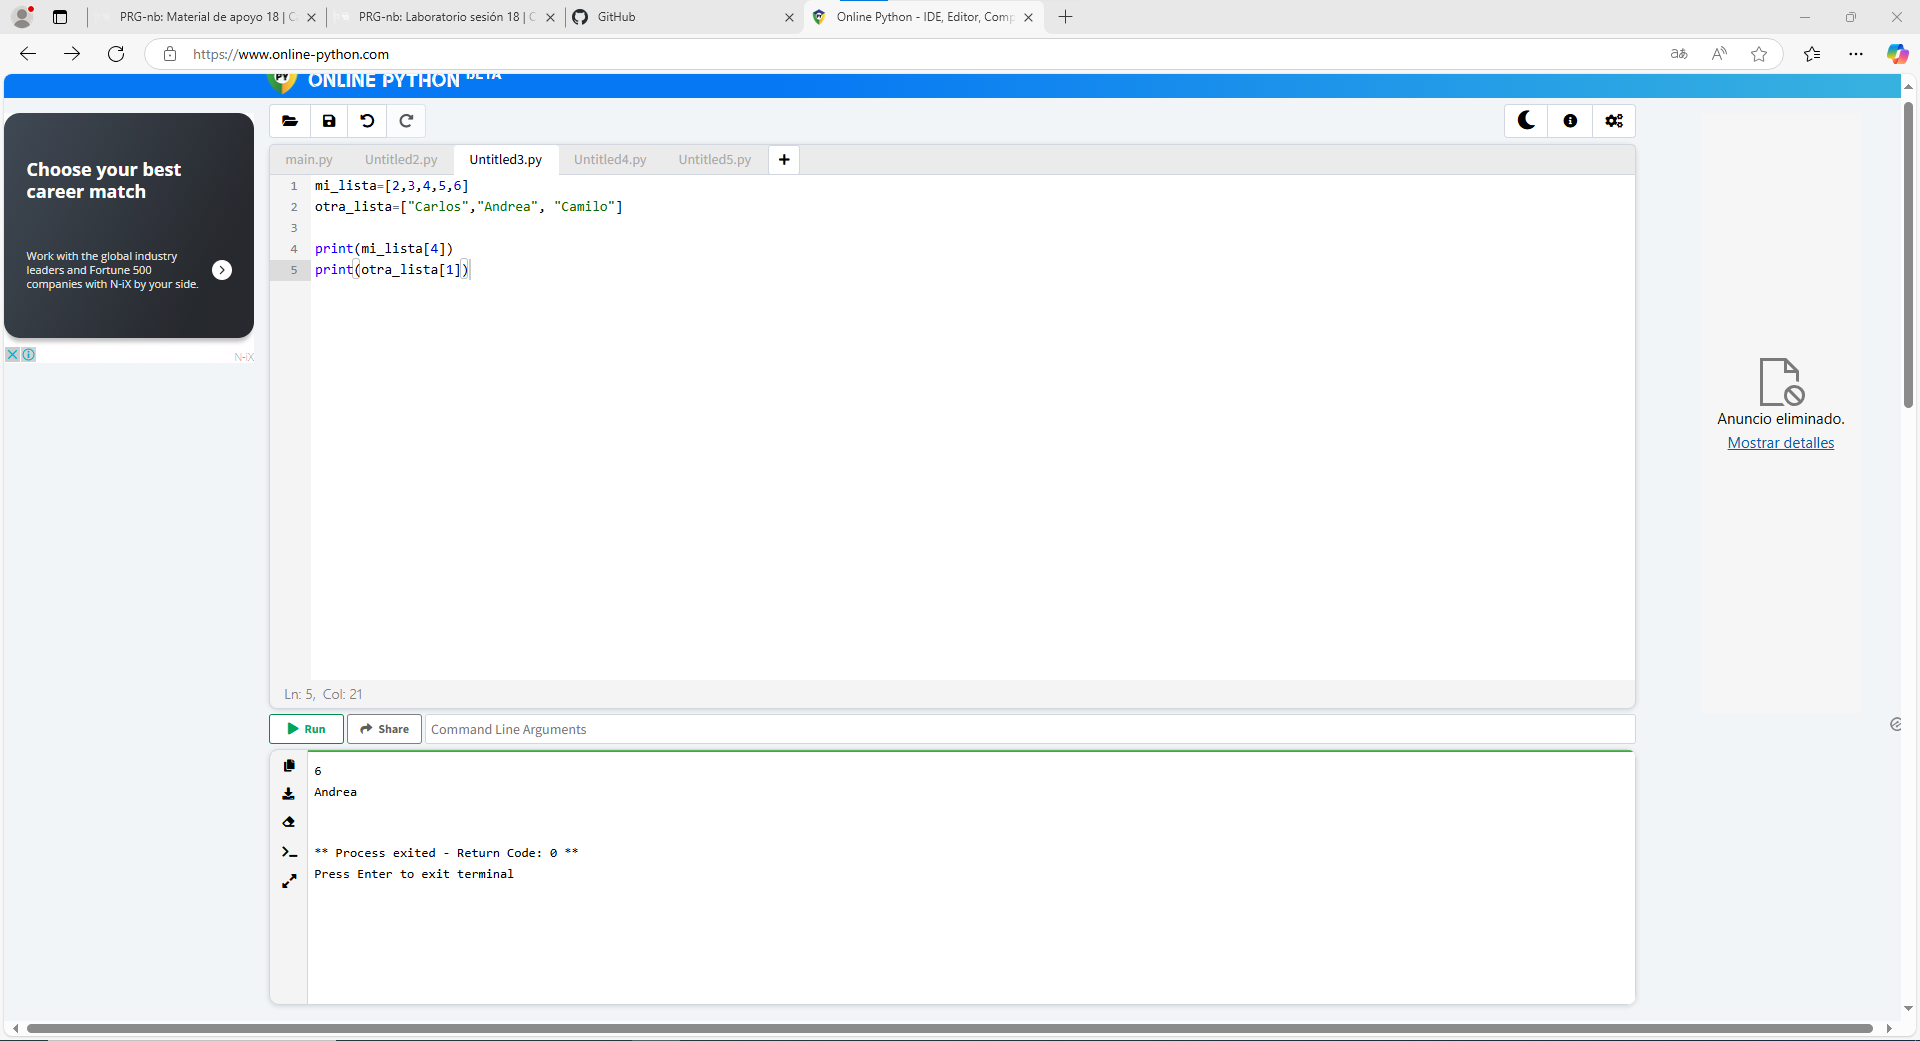 PRG-nb: Material de apoyo 18 | C
PRG-nb: Laboratorio sesión 18 | C
GitHub
Online Python - IDE, Editor, Comp
https://www.online-python.com
ONLINE PYTHON BETA
Choose your best
career match
Work with the global industry
leaders and Fortune 500
companies with N-iX by your side.
N-iX
main.py
Untitled2.py
Untitled3.py
Untitled4.py
Untitled5.py
+
1 mi_lista=[2,3,4,5,6]
2 otra_lista=["Carlos","Andrea", "Camilo"]
3
4 print(mi_lista[4])
5 print(otra_lista[1])
Anuncio eliminado.
Mostrar detalles
Ln: 5, Col: 21
Run
Share
Command Line Arguments
6
Andrea
** Process exited - Return Code: 0 **
Press Enter to exit terminal